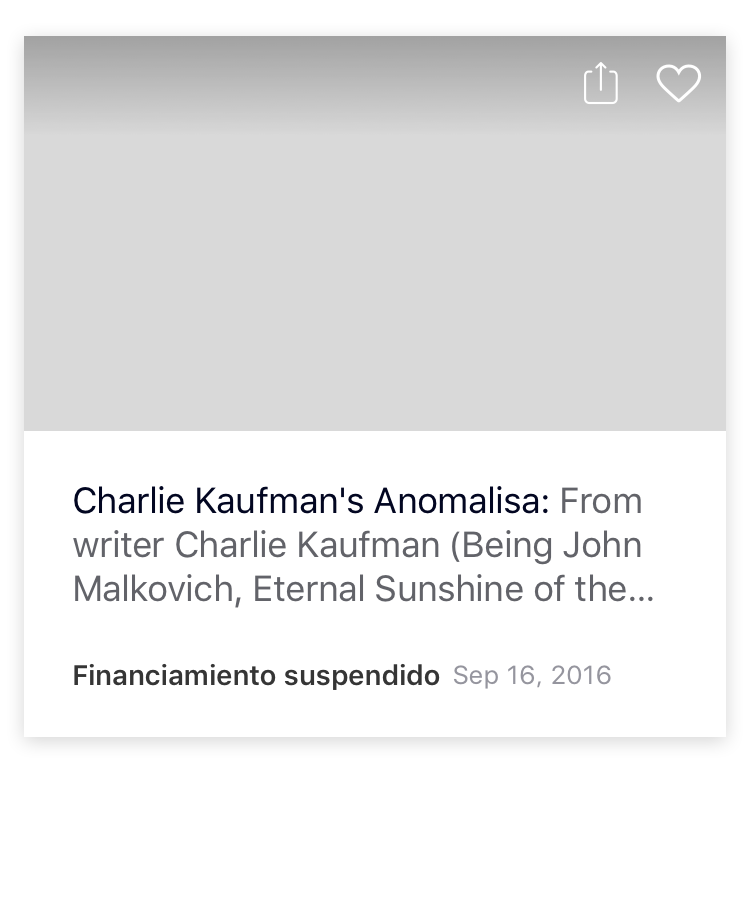 Charlie Kaufman's Anomalisa: From
writer Charlie Kaufman (Being John
Malkovich, Eternal Sunshine of the...
Financiamiento suspendido Sep 16, 2016